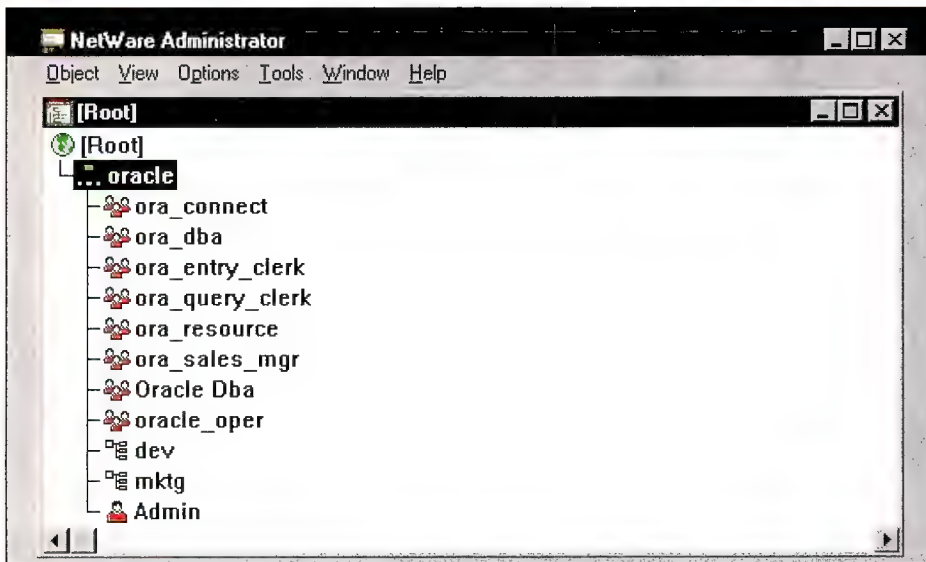 NetWare Administrator
Object View Options Tools Window Help
[Root]
[Root]
oracle
ora_connect
ora_dba
ora_entry_clerk
ora_query_clerk
ora_resource
ora_sales_mgr
Oracle Dba
oracle_oper
dev
mktg
Admin